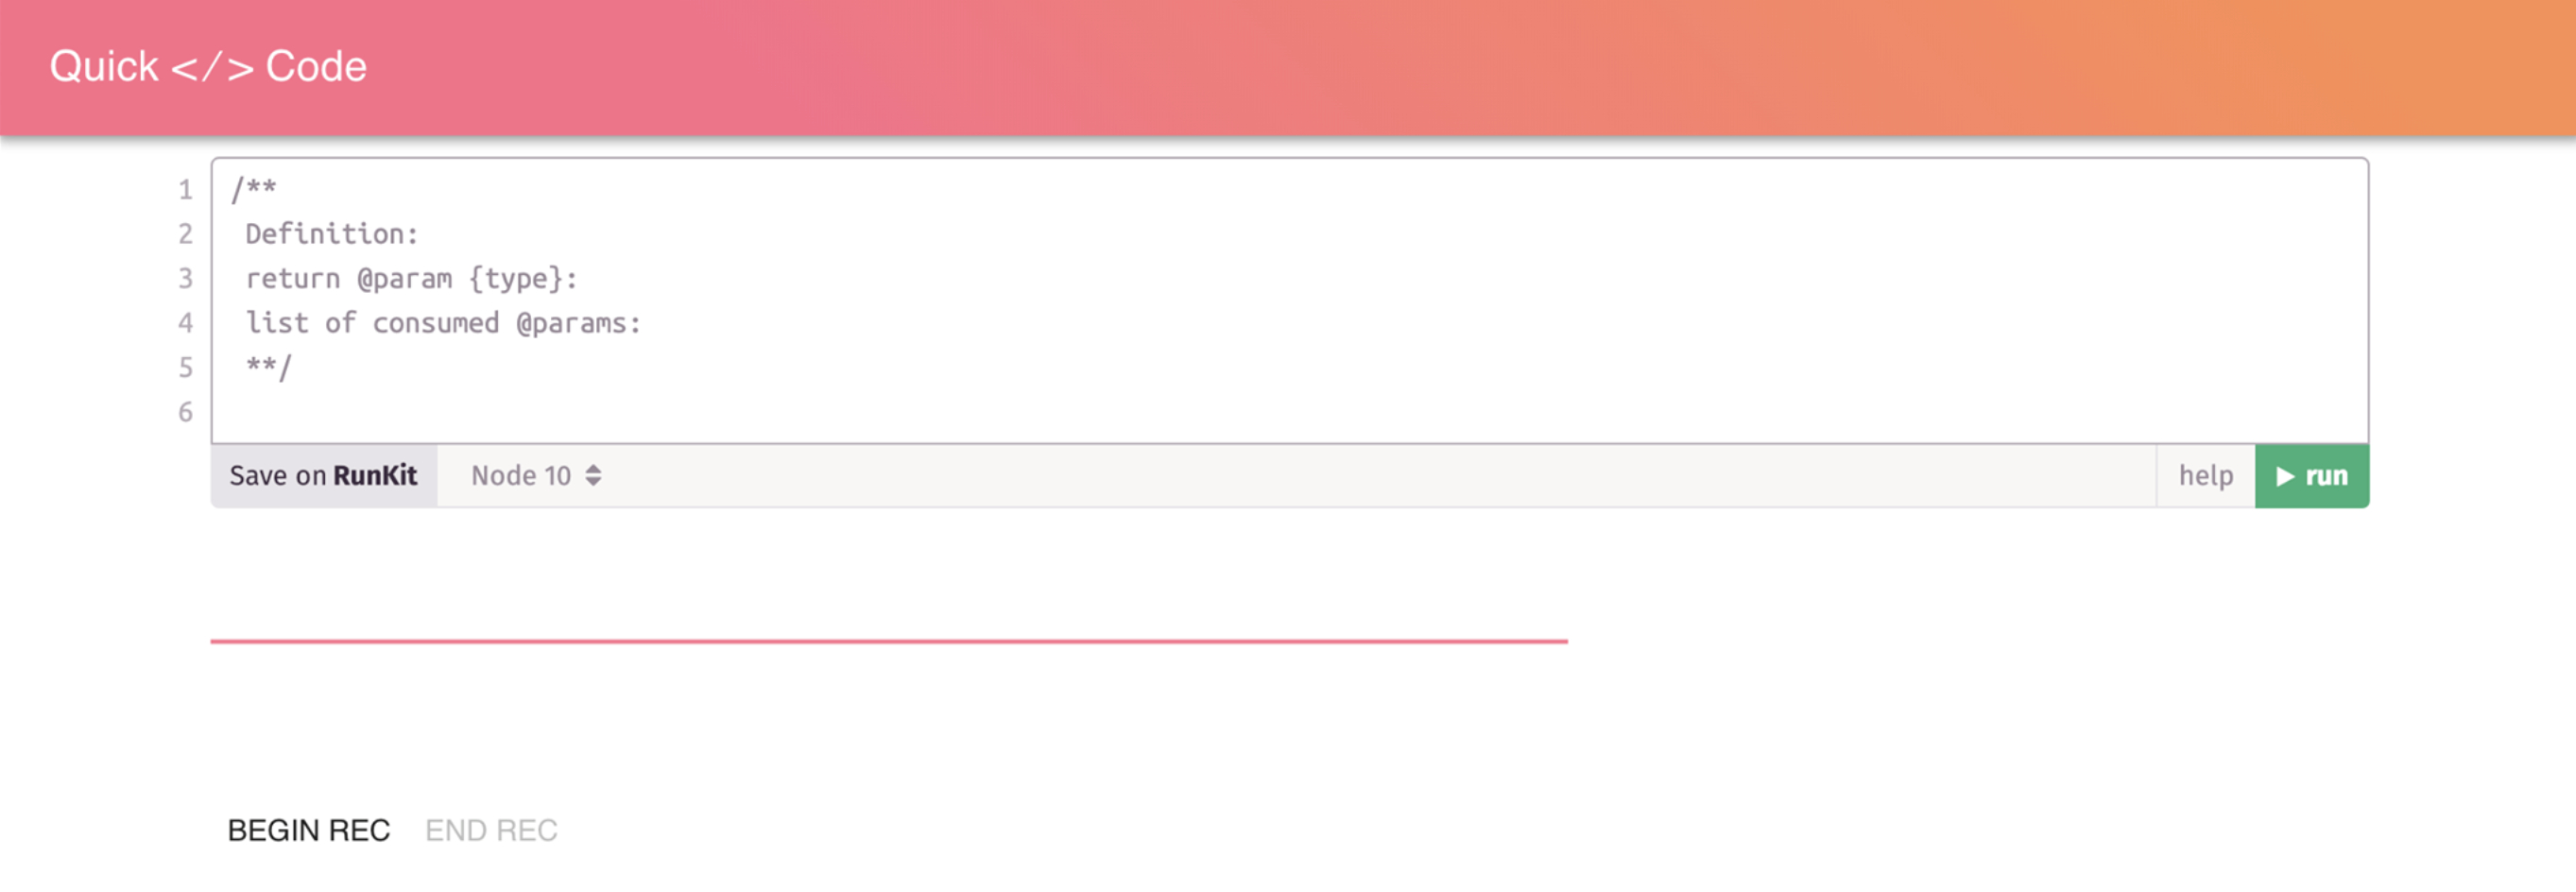 Quick </> Code
1 /**
2 Definition:
3 return @param {type}:
4 list of consumed @params:
5 **/
6
Save on RunKit Node 10 help run
BEGIN REC END REC